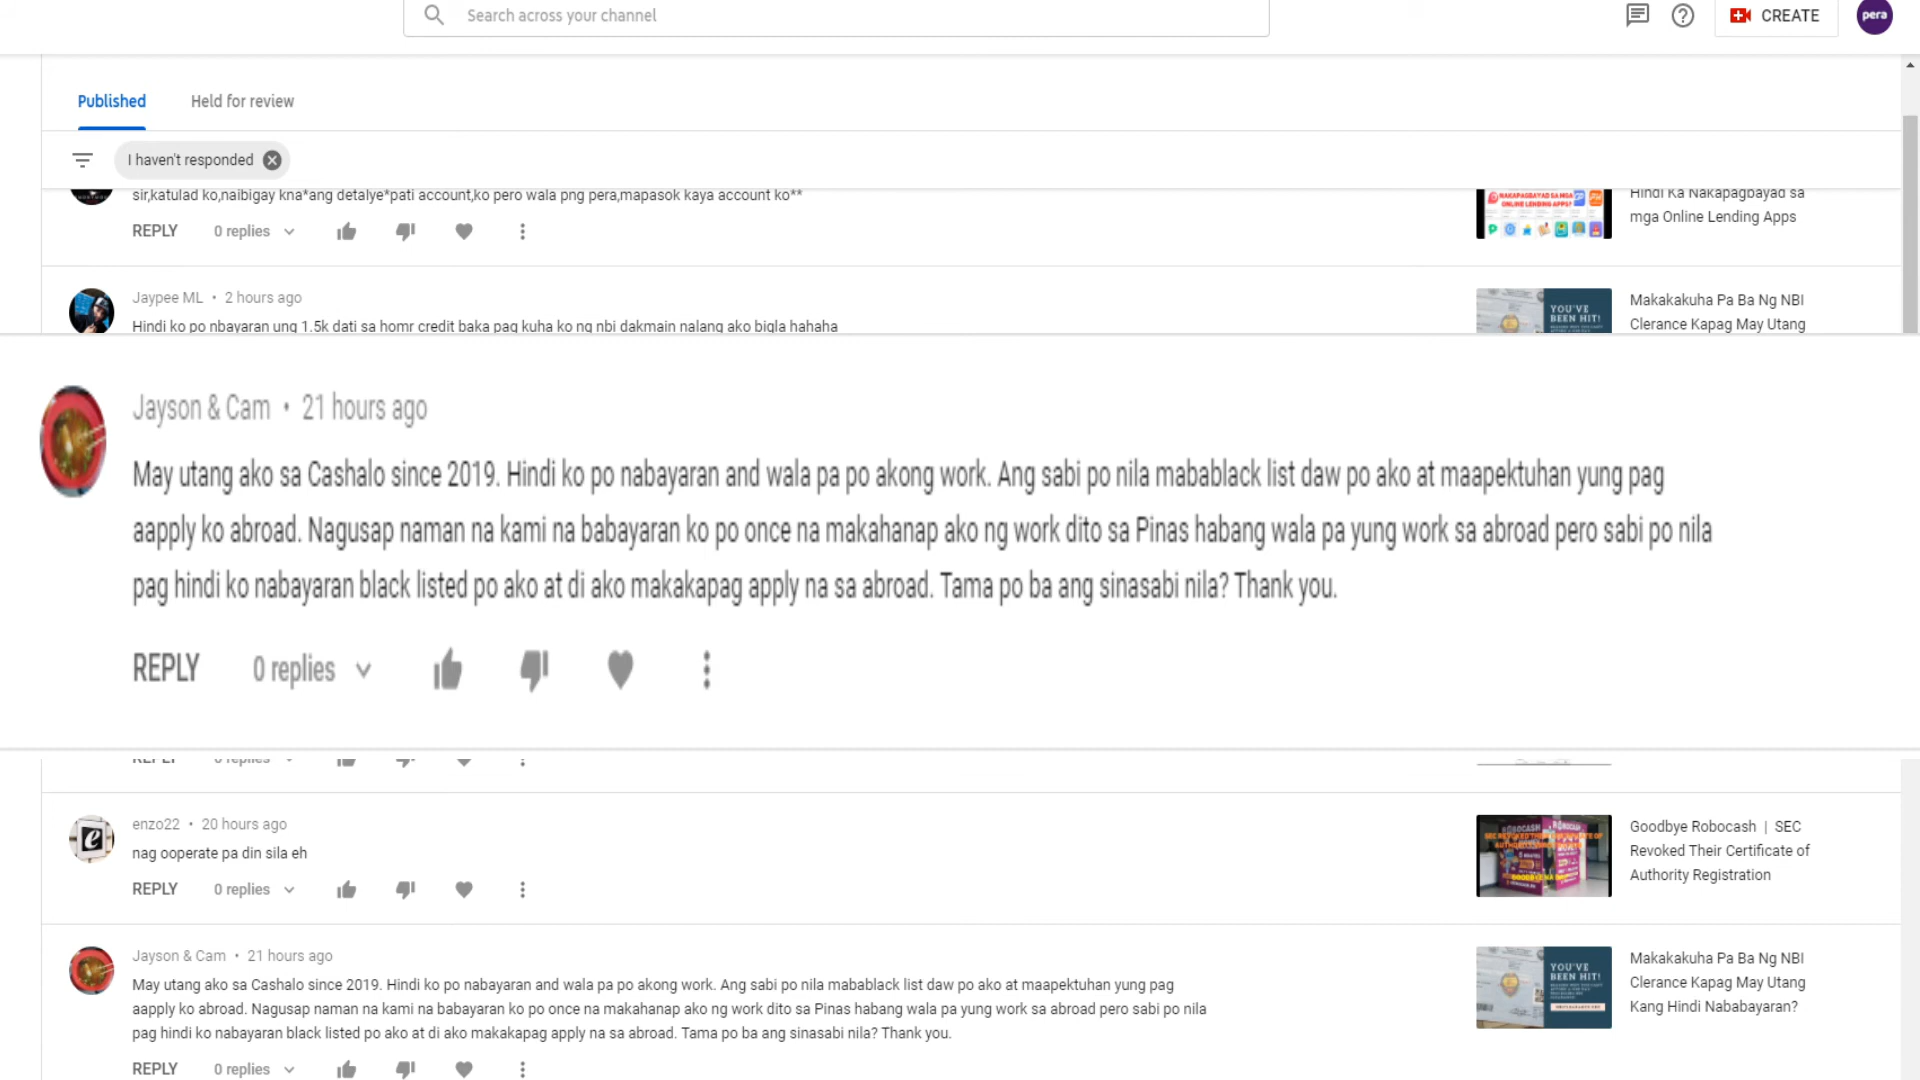 Search across your channel
CREATE
pera
Published
Held for review
I haven't responded
sir,katulad ko,naibigay kna*ang detalye*pati account,ko pero wala png pera,mapasok kaya account ko**
NAKAPAGBAYAD SA MGA
ONLINE LENDING APPS?
Hindi Ka Nakapagbayad sa
mga Online Lending Apps
REPLY
0 replies
Jaypee ML • 2 hours ago
Hindi ko po nbayaran ung 1.5k dati sa homr credit baka pag kuha ko ng nbi dakmain nalang ako bigla hahaha
YOU'VE
BEEN HIT!
Makakakuha Pa Ba Ng NBI
Clerance Kapag May Utang
Jayson & Cam • 21 hours ago
May utang ako sa Cashalo since 2019. Hindi ko po nabayaran and wala pa po akong work. Ang sabi po nila mabablack list daw po ako at maapektuhan yung pag
aapply ko abroad. Nagusap naman na kami na babayaran ko po once na makahanap ako ng work dito sa Pinas habang wala pa yung work sa abroad pero sabi po nila
pag hindi ko nabayaran black listed po ako at di ako makakapag apply na sa abroad. Tama po ba ang sinasabi nila? Thank you.
REPLY
0 replies
REPLY
0 replies
enzo22 • 20 hours ago
nag ooperate pa din sila eh
REPLY
0 replies
ROBOCASH
Goodbye Robocash | SEC
Revoked Their Certificate of
Authority Registration
Jayson & Cam • 21 hours ago
May utang ako sa Cashalo since 2019. Hindi ko po nabayaran and wala pa po akong work. Ang sabi po nila mabablack list daw po ako at maapektuhan yung pag
aapply ko abroad. Nagusap naman na kami na babayaran ko po once na makahanap ako ng work dito sa Pinas habang wala pa yung work sa abroad pero sabi po nila
pag hindi ko nabayaran black listed po ako at di ako makakapag apply na sa abroad. Tama po ba ang sinasabi nila? Thank you.
REPLY
0 replies
YOU'VE
BEEN HIT!
Makakakuha Pa Ba Ng NBI
Clerance Kapag May Utang
Kang Hindi Nababayaran?